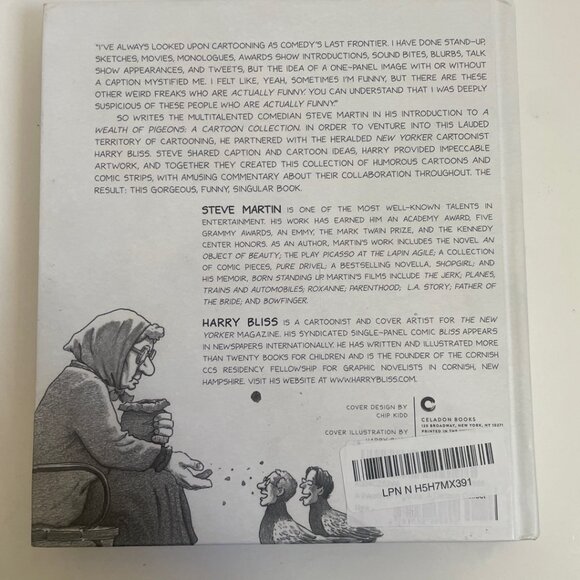 "I'VE ALWAYS LOOKED UPON CARTOONING AS COMEDY'S LAST FRONTIER. I HAVE DONE STAND-UP,
SKETCHES, MOVIES, MONOLOGUES, AWARDS SHOW INTRODUCTIONS, SOUND BITES, BLURBS, TALK
SHOW APPEARANCES, AND TWEETS, BUT THE IDEA OF A ONE-PANEL IMAGE WITH OR WITHOUT
A CAPTION MYSTIFIED ME. I FELT LIKE, YEAH, SOMETIMES I'M FUNNY, BUT THERE ARE THESE
OTHER WEIRD FREAKS WHO ARE ACTUALLY FUNNY. YOU CAN UNDERSTAND THAT I WAS DEEPLY
SUSPICIOUS OF THESE PEOPLE WHO ARE ACTUALLY FUNNY."
SO WRITES THE MULTITALENTED COMEDIAN STEVE MARTIN IN HIS INTRODUCTION TO A
WEALTH OF PIGEONS: A CARTOON COLLECTION. IN ORDER TO VENTURE INTO THIS LAUDED
TERRITORY OF CARTOONING, HE PARTNERED WITH THE HERALDED NEW YORKER CARTOONIST
HARRY BLISS. STEVE SHARED CAPTION AND CARTOON IDEAS, HARRY PROVIDED IMPECCABLE
ARTWORK, AND TOGETHER THEY CREATED THIS COLLECTION OF HUMOROUS CARTOONS AND
COMIC STRIPS, WITH AMUSING COMMENTARY ABOUT THEIR COLLABORATION THROUGHOUT. THE
RESULT: THIS GORGEOUS, FUNNY, SINGULAR BOOK.
STEVE MARTIN IS ONE OF THE MOST WELL-KNOWN TALENTS IN
ENTERTAINMENT. HIS WORK HAS EARNED HIM AN ACADEMY AWARD, FIVE
GRAMMY AWARDS, AN EMMY, THE MARK TWAIN PRIZE, AND THE KENNEDY
CENTER HONORS. AS AN AUTHOR, MARTIN'S WORK INCLUDES THE NOVEL AN
OBJECT OF BEAUTY; THE PLAY PICASSO AT THE LAPIN AGILE; A COLLECTION
OF COMIC PIECES, PURE DRIVEL; A BESTSELLING NOVELLA, SHOPGIRL; AND
HIS MEMOIR, BORN STANDING UP. MARTIN'S FILMS INCLUDE THE JERK; PLANES,
TRAINS AND AUTOMOBILES; ROXANNE; PARENTHOOD; L.A. STORY; FATHER OF
THE BRIDE; AND BOWFINGER.
HARRY BLISS IS A CARTOONIST AND COVER ARTIST FOR THE NEW
YORKER MAGAZINE. HIS SYNDICATED SINGLE-PANEL COMIC BLISS APPEARS
IN NEWSPAPERS INTERNATIONALLY. HE HAS WRITTEN AND ILLUSTRATED MORE
THAN TWENTY BOOKS FOR CHILDREN AND IS THE FOUNDER OF THE CORNISH
CCS RESIDENCY FELLOWSHIP FOR GRAPHIC NOVELISTS IN CORNISH, NEW
HAMPSHIRE. VISIT HIS WEBSITE AT WWW.HARRYBLISS.COM.
COVER DESIGN BY
CHIP KIDD
COVER ILLUSTRATION BY
CELADON BOOKS
120 BROADWAY, NEW YORK, NY 10271
PRINTED IN THE
LPN N H5H7MX391